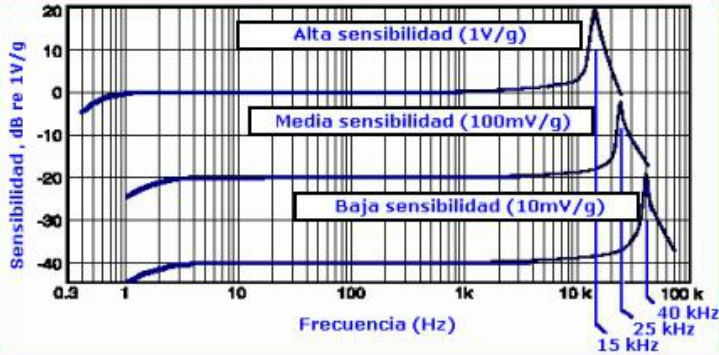 20
Alta sensibilidad (1V/g)
0
Media sensibilidad (100mV/g)
-10
-20
Baja sensibilidad (10mV/g)
-30
-40
Sensibilidad , dB re 1V/g
0.3 1 10 100 1k 10 k 100 k
Frecuencia (Hz)
40 kHz
25 kHz
15 kHz